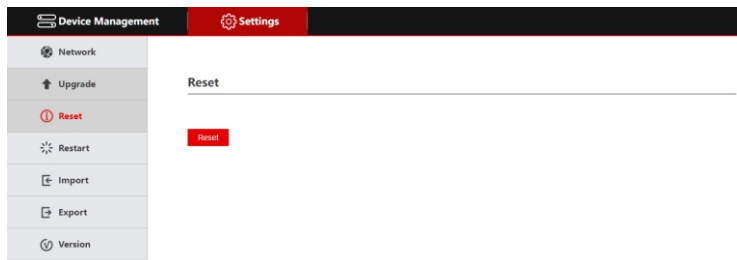 Device Management
Settings
Network
Upgrade
Reset
Restart
Import
Export
Version
Reset
Reset